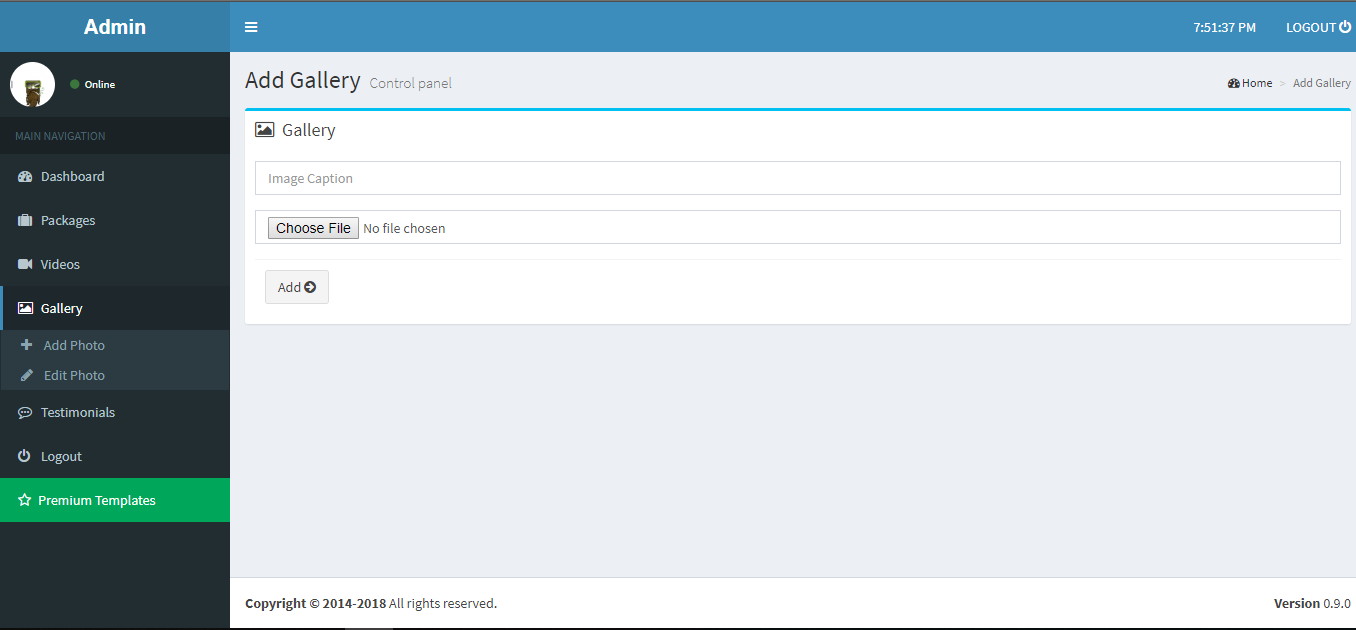 Admin
7:51:37 PM LOGOUT
Online
MAIN NAVIGATION
Dashboard
Packages
Videos
Gallery
Add Photo
Edit Photo
Testimonials
Logout
Premium Templates
Add Gallery Control panel
Home > Add Gallery
Gallery
Image Caption
Choose File No file chosen
Add
Copyright © 2014-2018 All rights reserved.
Version 0.9.0